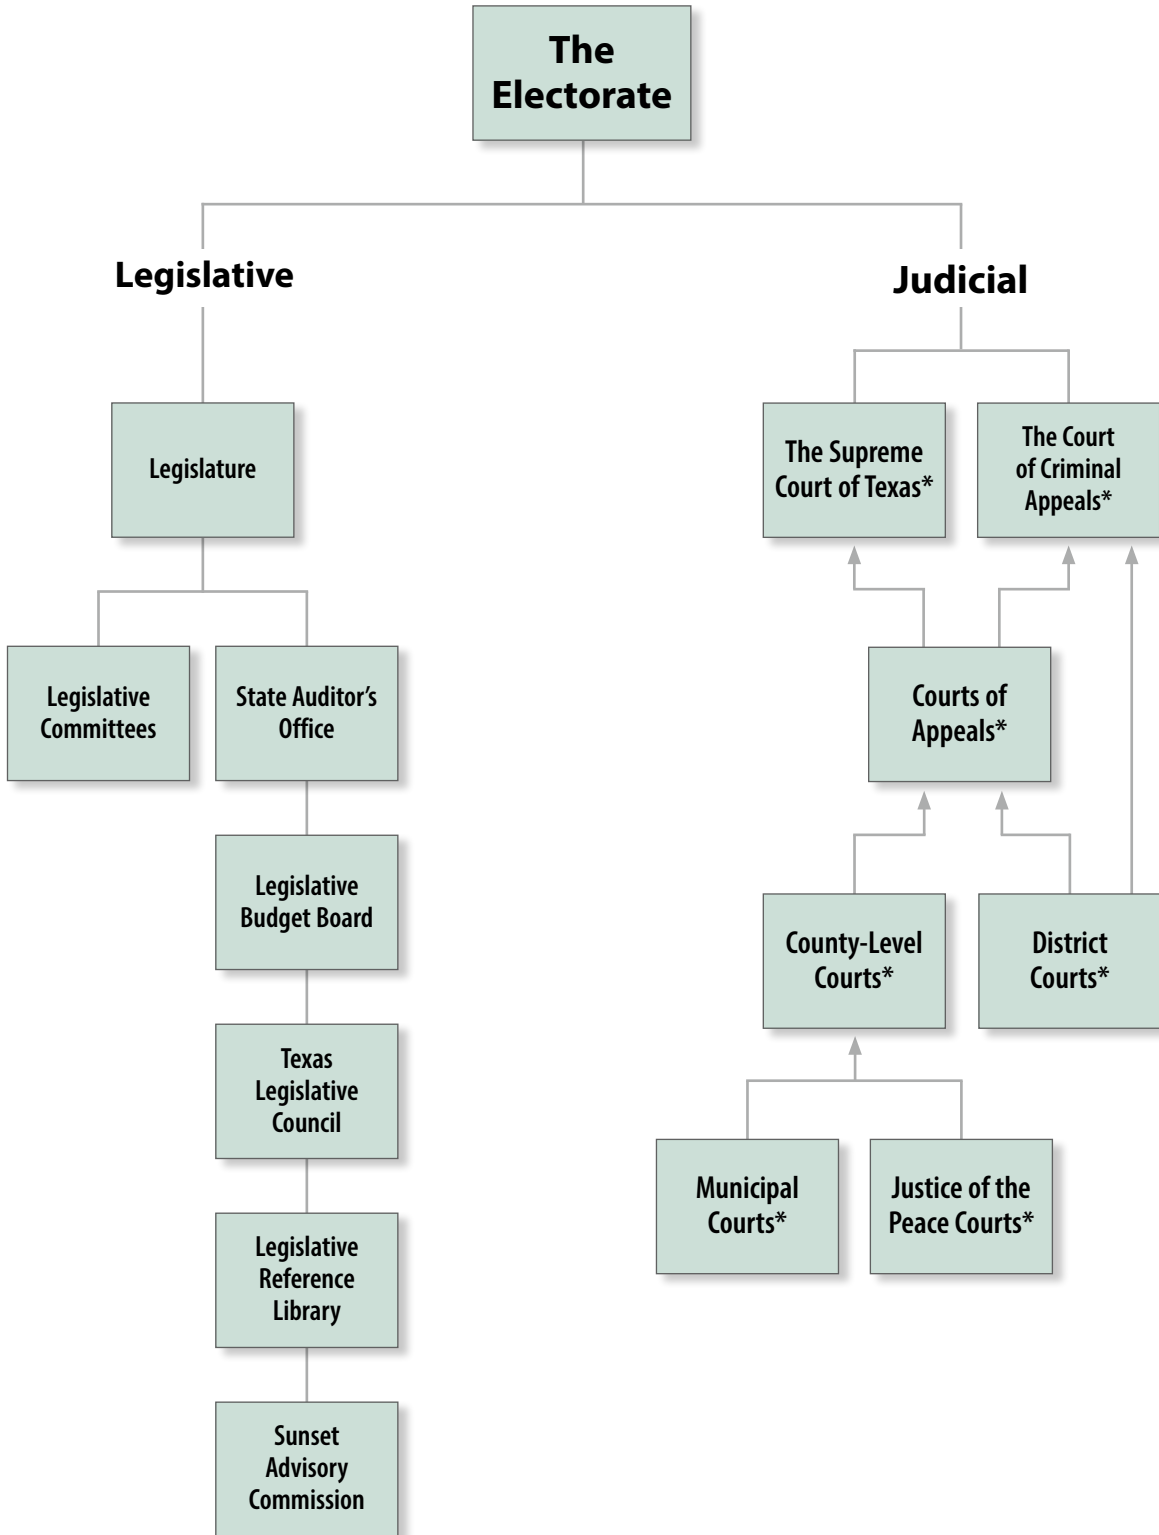 The
Electorate
Legislative
Judicial
Legislature
The Supreme
Court of Texas*
The Court
of Criminal
Appeals*
Legislative
Committees
State Auditor’s
Office
Courts of
Appeals*
Legislative
Budget Board
County-Level
Courts*
District
Courts*
Texas
Legislative
Council
Municipal
Courts*
Justice of the
Peace Courts*
Legislative
Reference
Library
Sunset
Advisory
Commission